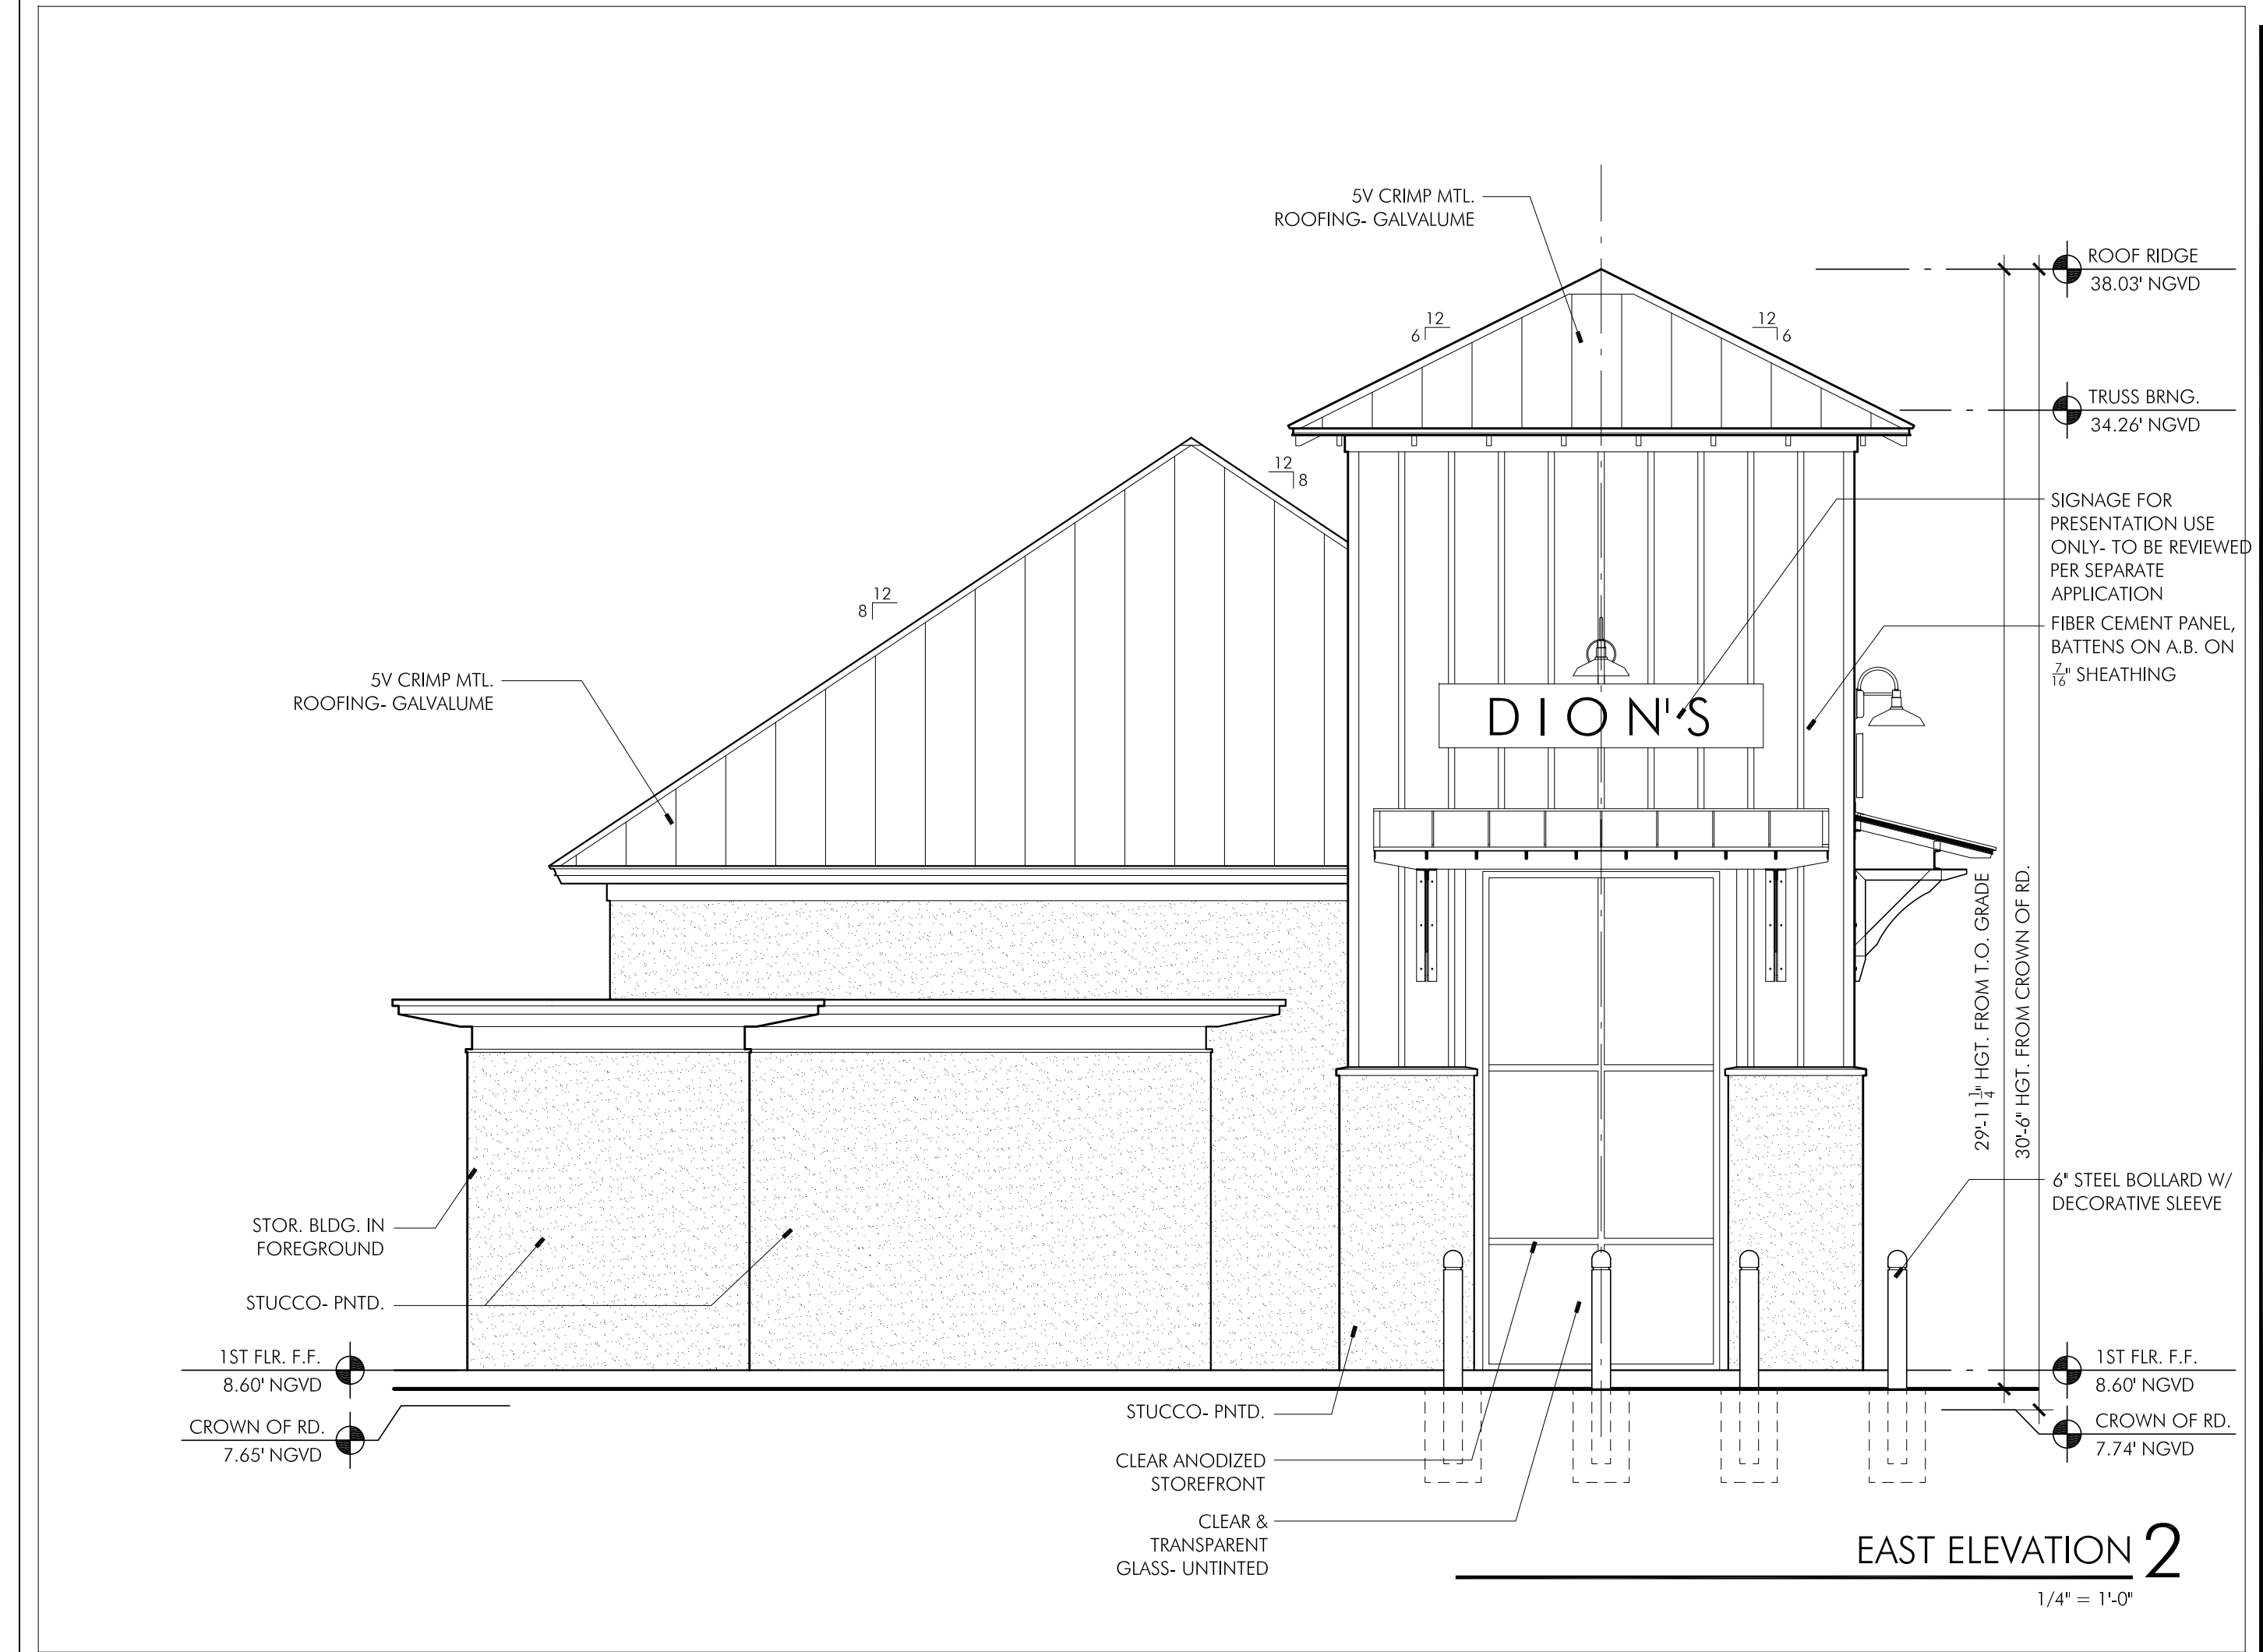 5V CRIMP MTL.
ROOFING- GALVALUME
ROOF RIDGE
38.03' NGVD
12
6
12
6
TRUSS BRNG.
34.26' NGVD
12
8
SIGNAGE FOR
PRESENTATION USE
ONLY- TO BE REVIEWED
PER SEPARATE
APPLICATION
12
8
FIBER CEMENT PANEL,
BATTENS ON A.B. ON
7/16" SHEATHING
5V CRIMP MTL.
ROOFING- GALVALUME
DION'S
29'-11 1/4" HGT. FROM T.O. GRADE
30'-6" HGT. FROM CROWN OF RD.
6" STEEL BOLLARD W/
DECORATIVE SLEEVE
STOR. BLDG. IN
FOREGROUND
STUCCO- PNTD.
1ST FLR. F.F.
8.60' NGVD
CROWN OF RD.
7.65' NGVD
1ST FLR. F.F.
8.60' NGVD
CROWN OF RD.
7.74' NGVD
STUCCO- PNTD.
CLEAR ANODIZED
STOREFRONT
CLEAR &
TRANSPARENT
GLASS- UNTINTED
EAST ELEVATION 2
1/4" = 1'-0"